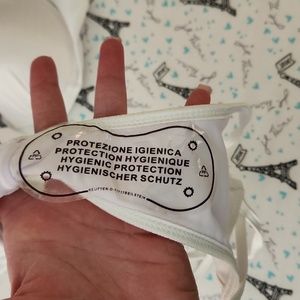 PROTEZIONE IGIENICA
PROTECTION HYGIENIQUE
HYGIENIC PROTECTION
HYGIENISCHER SCHUTZ